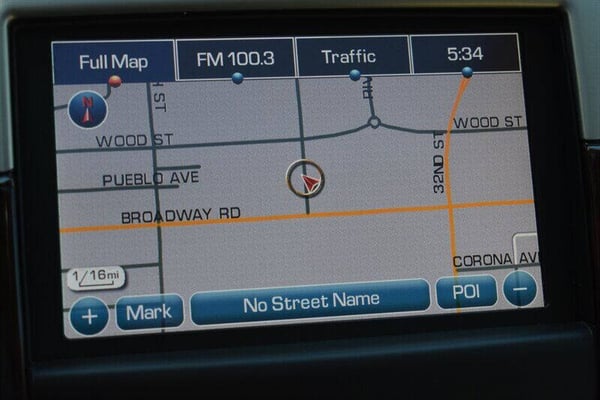 Full Map
FM 100.3
Traffic
5:34
N
H ST
WOOD ST
WOOD ST
PUEBLO AVE
32ND ST
BROADWAY RD
CORONA AV
1/16mi
+
Mark
No Street Name
POI
−